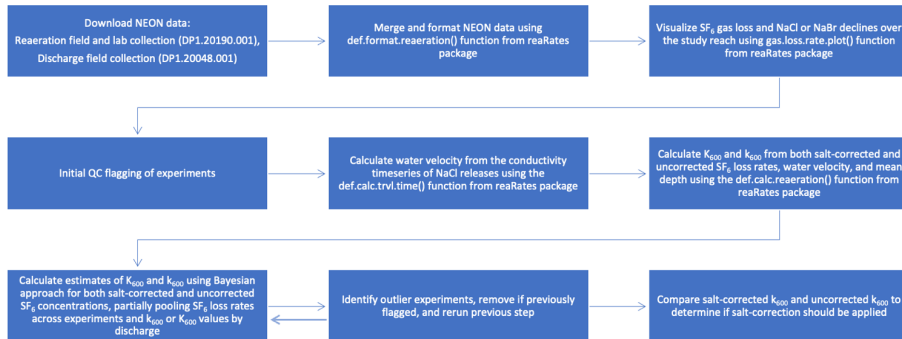 Download NEON data:
Reaeration field and lab collection (DP1.20190.001),
Discharge field collection (DP1.20048.001)
Merge and format NEON data using
def.format.reaeration() function from reaRates
package
Visualize SF₆ gas loss and NaCl or NaBr declines over
the study reach using gas.loss.rate.plot() function
from reaRates package
Initial QC flagging of experiments
Calculate water velocity from the conductivity
timeseries of NaCl releases using the
def.calc.trvl.time() function from reaRates package
Calculate K₆₀₀ and k₆₀₀ from both salt-corrected and
uncorrected SF₆ loss rates, water velocity, and mean
depth using the def.calc.reaeration() function from
reaRates package
Calculate estimates of K₆₀₀ and k₆₀₀ using Bayesian
approach for both salt-corrected and uncorrected
SF₆ concentrations, partially pooling SF₆ loss rates
across experiments and k₆₀₀ or K₆₀₀ values by
discharge
Identify outlier experiments, remove if previously
flagged, and rerun previous step
Compare salt-corrected k₆₀₀ and uncorrected k₆₀₀ to
determine if salt-correction should be applied